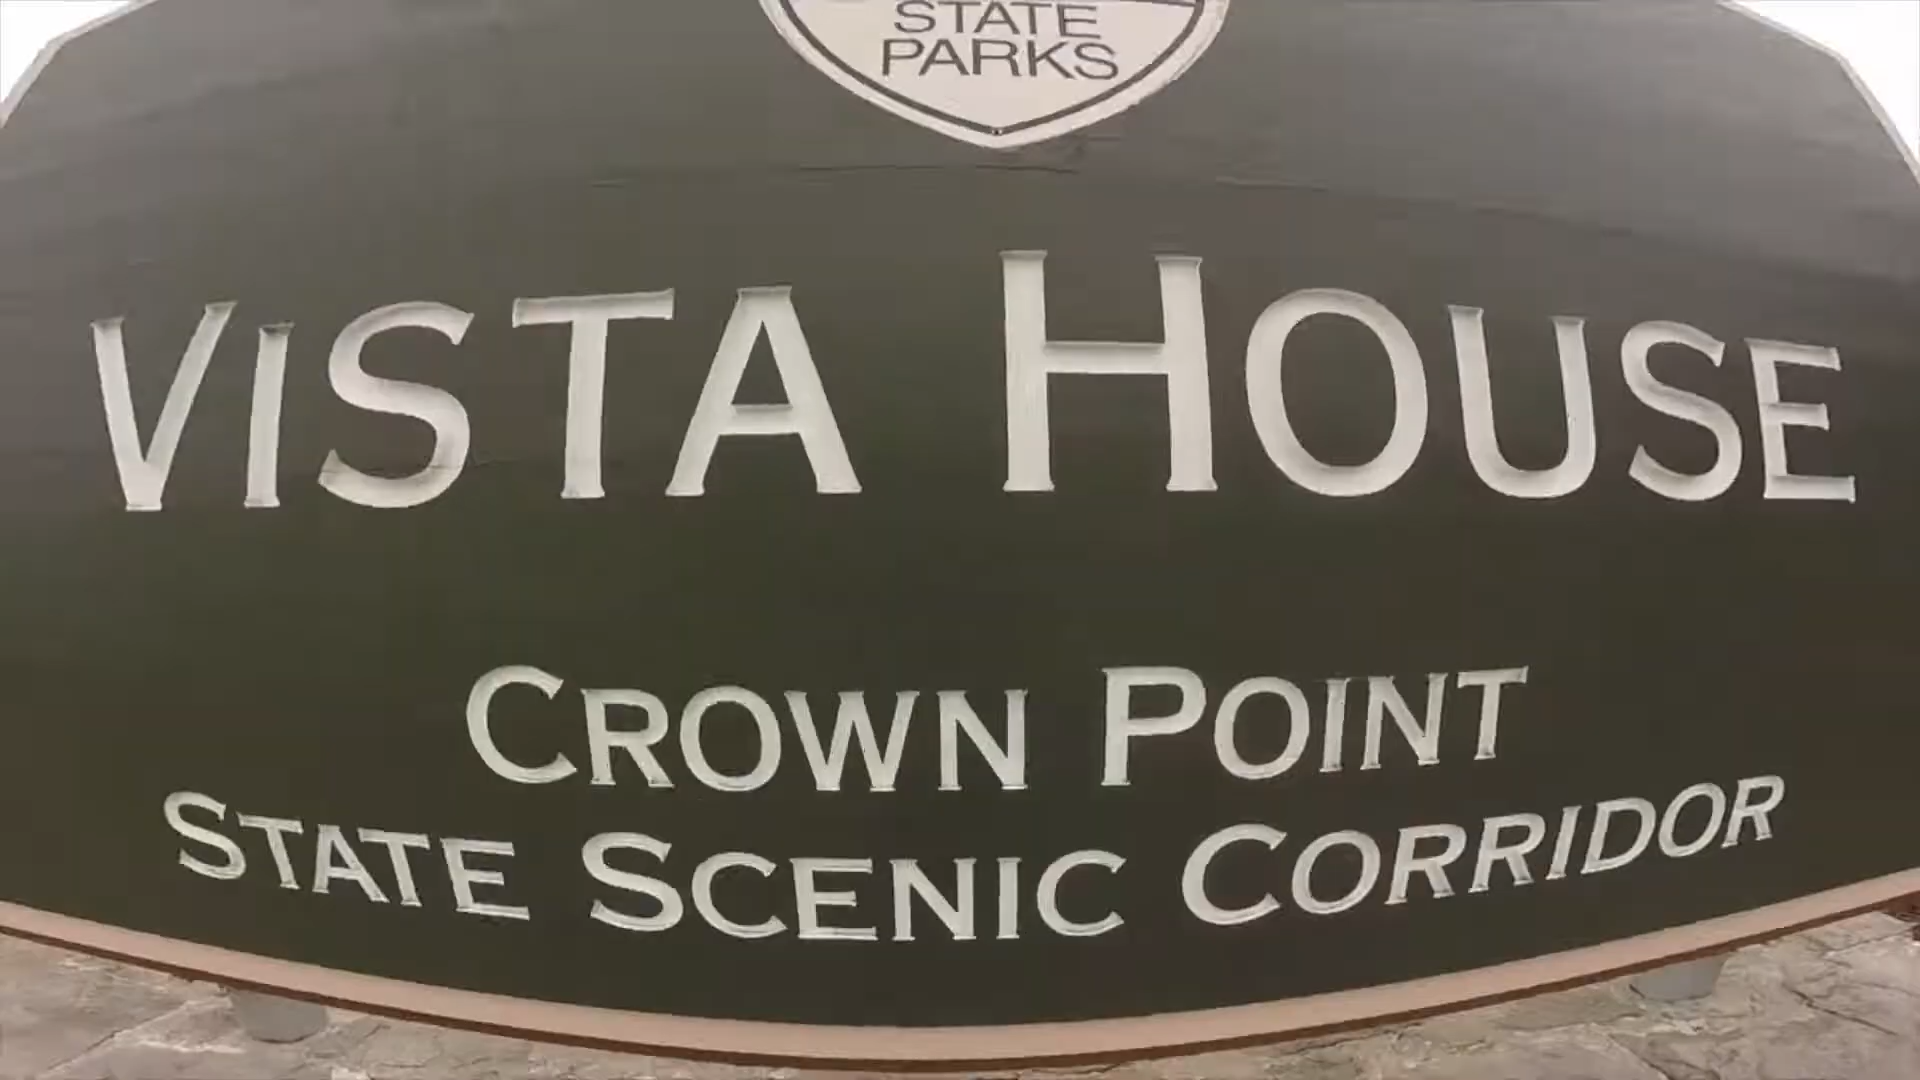 STATE
PARKS
VISTA HOUSE
CROWN POINT
STATE SCENIC CORRIDOR